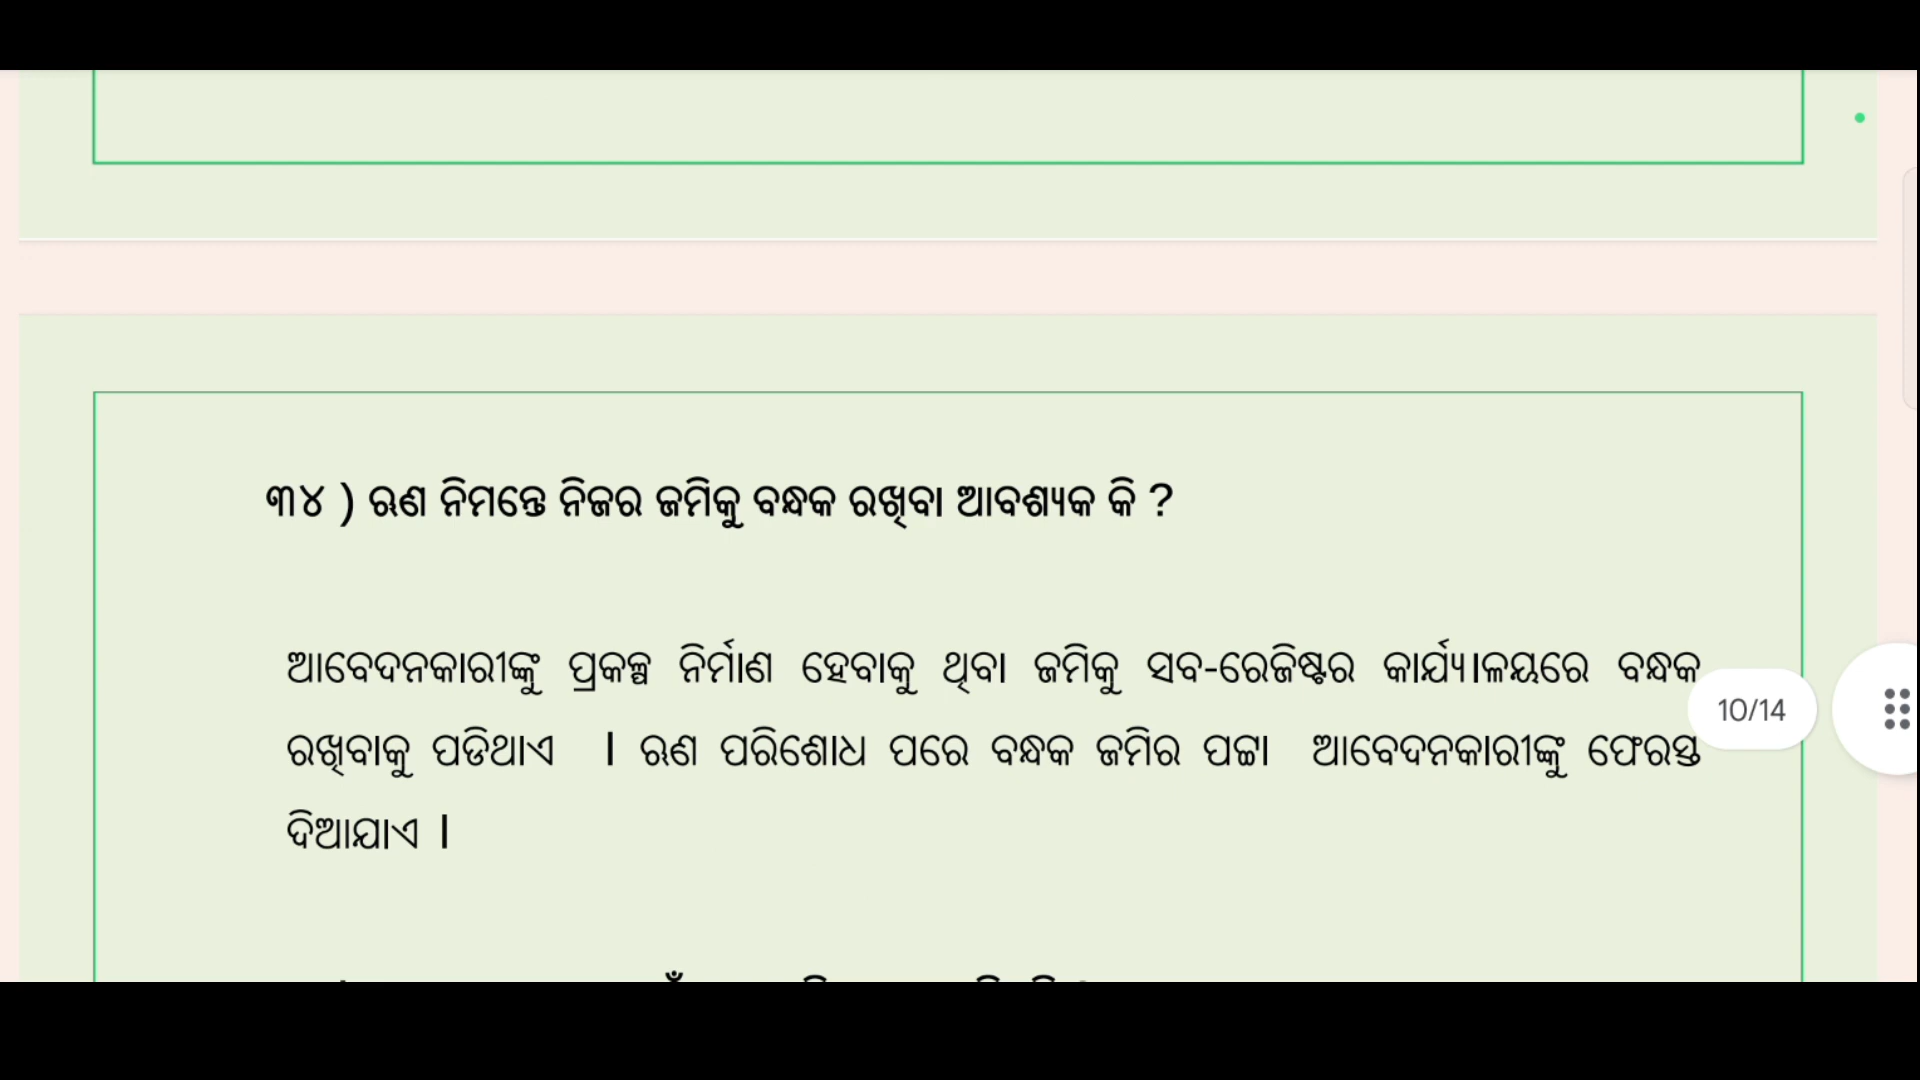 ୩୪ ) ଋଣ ନିମନ୍ତେ ନିଜର ଜମିକୁ ବନ୍ଧକ ରଖିବା ଆବଶ୍ୟକ କି ?
ଆବେଦନକାରୀଙ୍କୁ ପ୍ରକଳ୍ପ ନିର୍ମାଣ ହେବାକୁ ଥିବା ଜମିକୁ ସବ-ରେଜିଷ୍ଟର କାର୍ଯ୍ୟାଳୟରେ ବନ୍ଧକ
ରଖିବାକୁ ପଡିଥାଏ । ଋଣ ପରିଶୋଧ ପରେ ବନ୍ଧକ ଜମିର ପଟ୍ଟା ଆବେଦନକାରୀଙ୍କୁ ଫେରସ୍ତ
ଦିଆଯାଏ ।
10/14